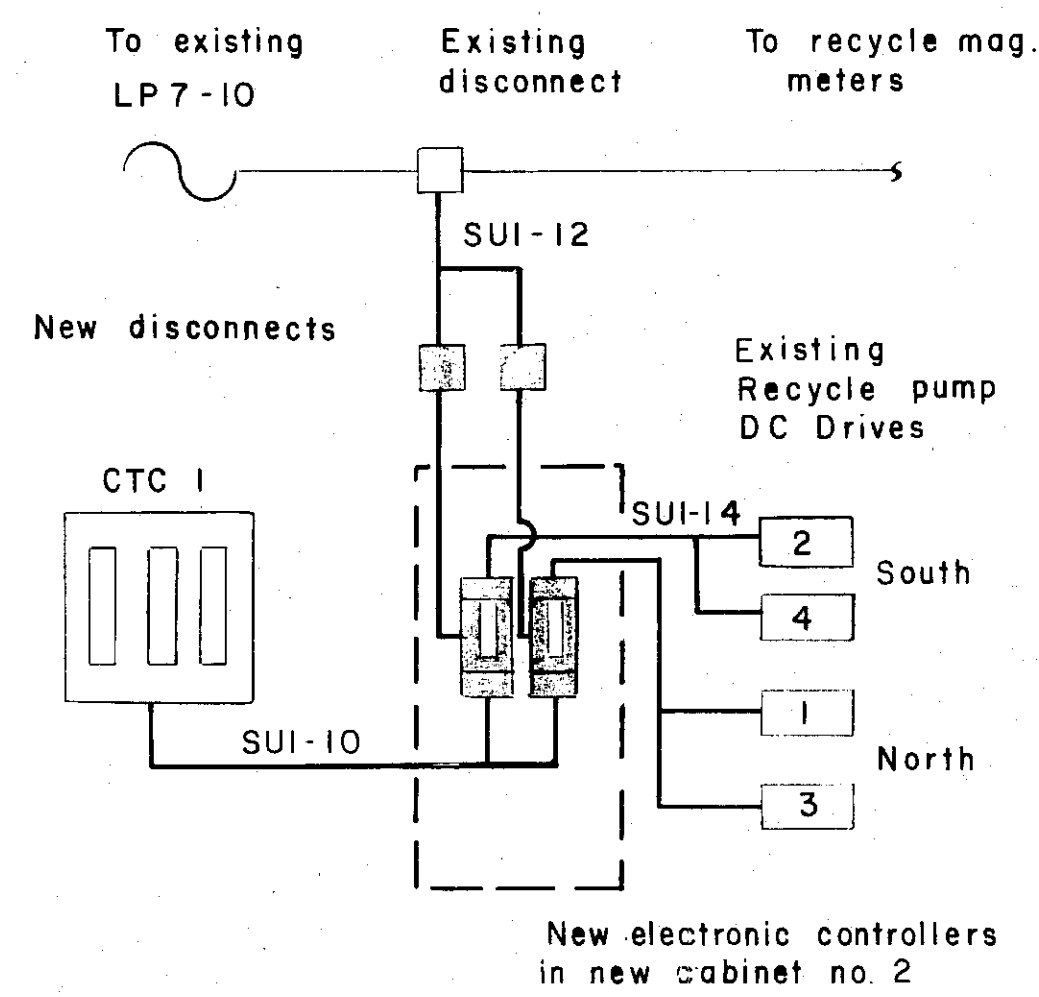 To existing
LP 7-10
Existing
disconnect
To recycle mag.
meters
SUI-12
New disconnects
Existing
Recycle pump
DC Drives
CTC 1
SUI-14
2
South
4
1
SUI-10
North
3
New electronic controllers
in new cabinet no. 2